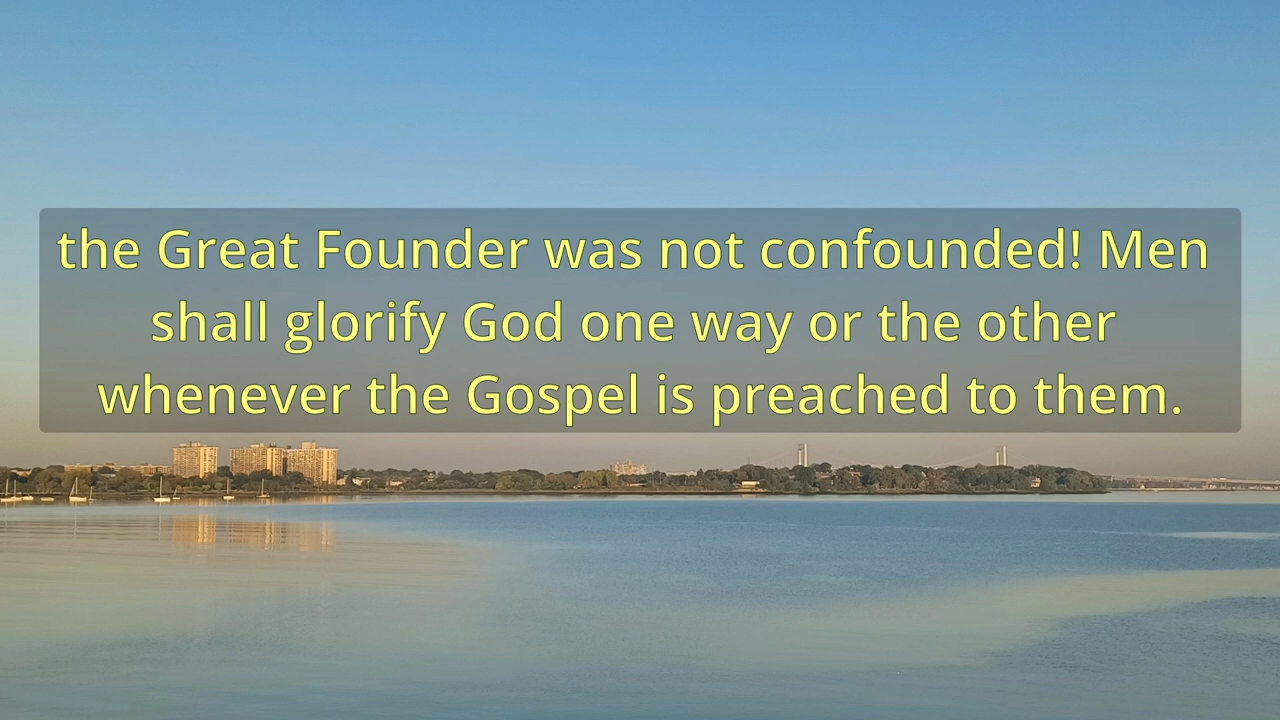 the Great Founder was not confounded! Men
shall glorify God one way or the other
whenever the Gospel is preached to them.